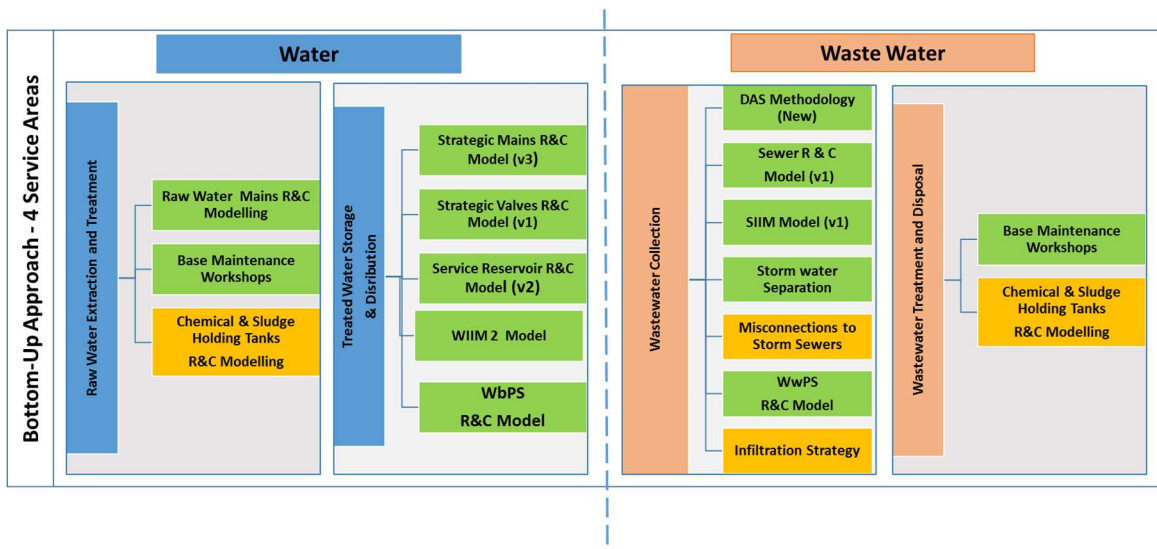 Bottom-Up Approach - 4 Service Areas
Water
Raw Water Extraction and Treatment
Raw Water Mains R&C
Modelling
Base Maintenance
Workshops
Chemical & Sludge
Holding Tanks
R&C Modelling
Treated Water Storage
& Disribution
Strategic Mains R&C
Model (v3)
Strategic Valves R&C
Model (v1)
Service Reservoir R&C
Model (v2)
WIIM 2 Model
WbPS
R&C Model
Waste Water
Wastewater Collection
DAS Methodology
(New)
Sewer R & C
Model (v1)
SIIM Model (v1)
Storm water
Separation
Misconnections to
Storm Sewers
WwPS
R&C Model
Infiltration Strategy
Wastewater Treatment and Disposal
Base Maintenance
Workshops
Chemical & Sludge
Holding Tanks
R&C Modelling